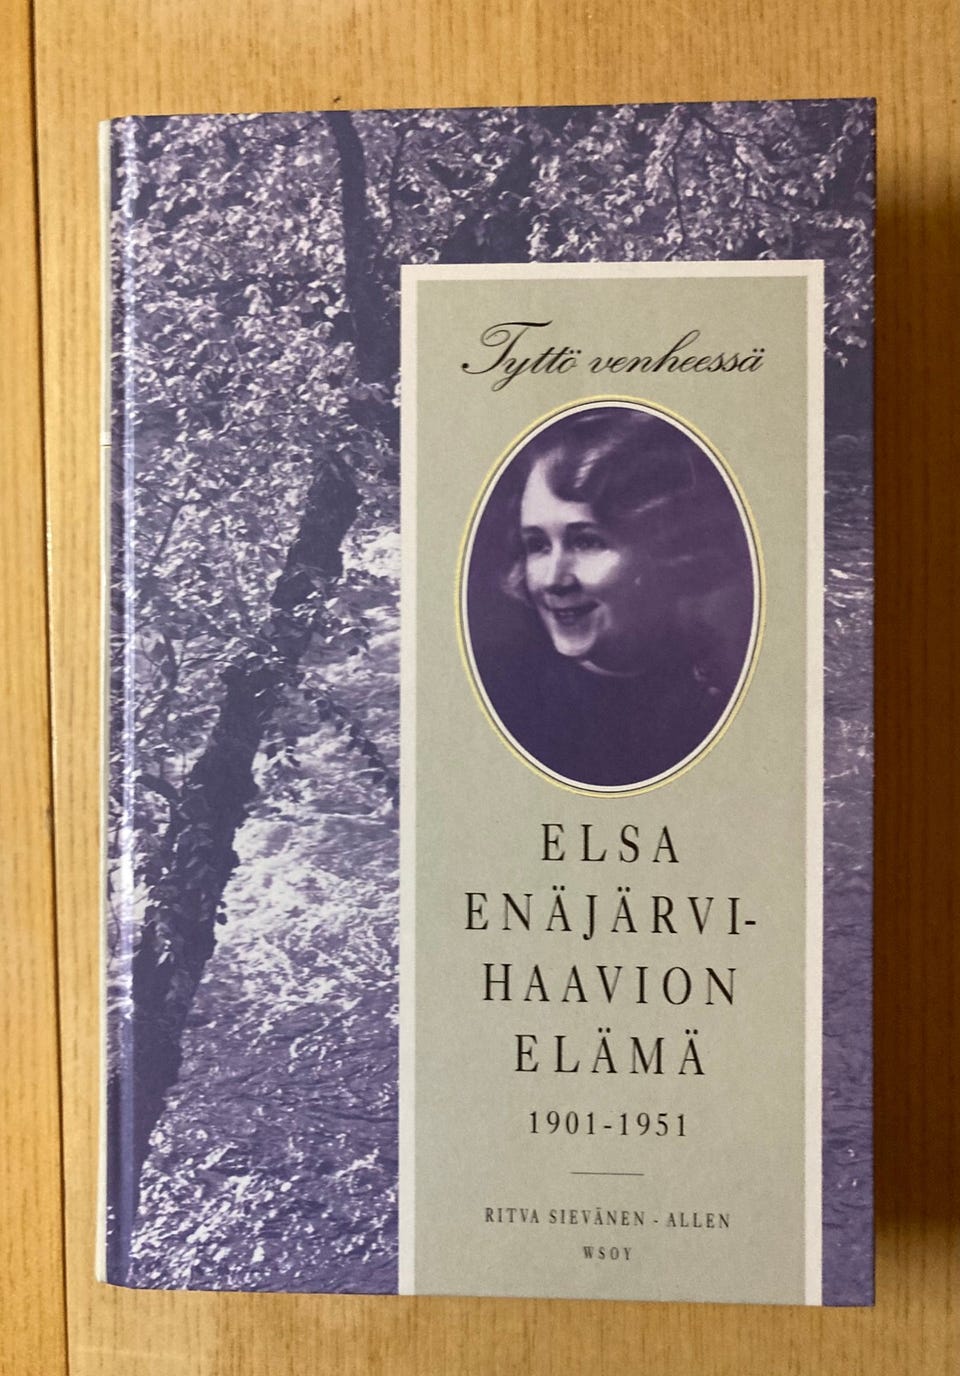 Tyttö venheessä
ELSA
ENÄJÄRVI-
HAAVION
ELÄMÄ
1901-1951
RITVA SIEVÄNEN - ALLEN
WSOY